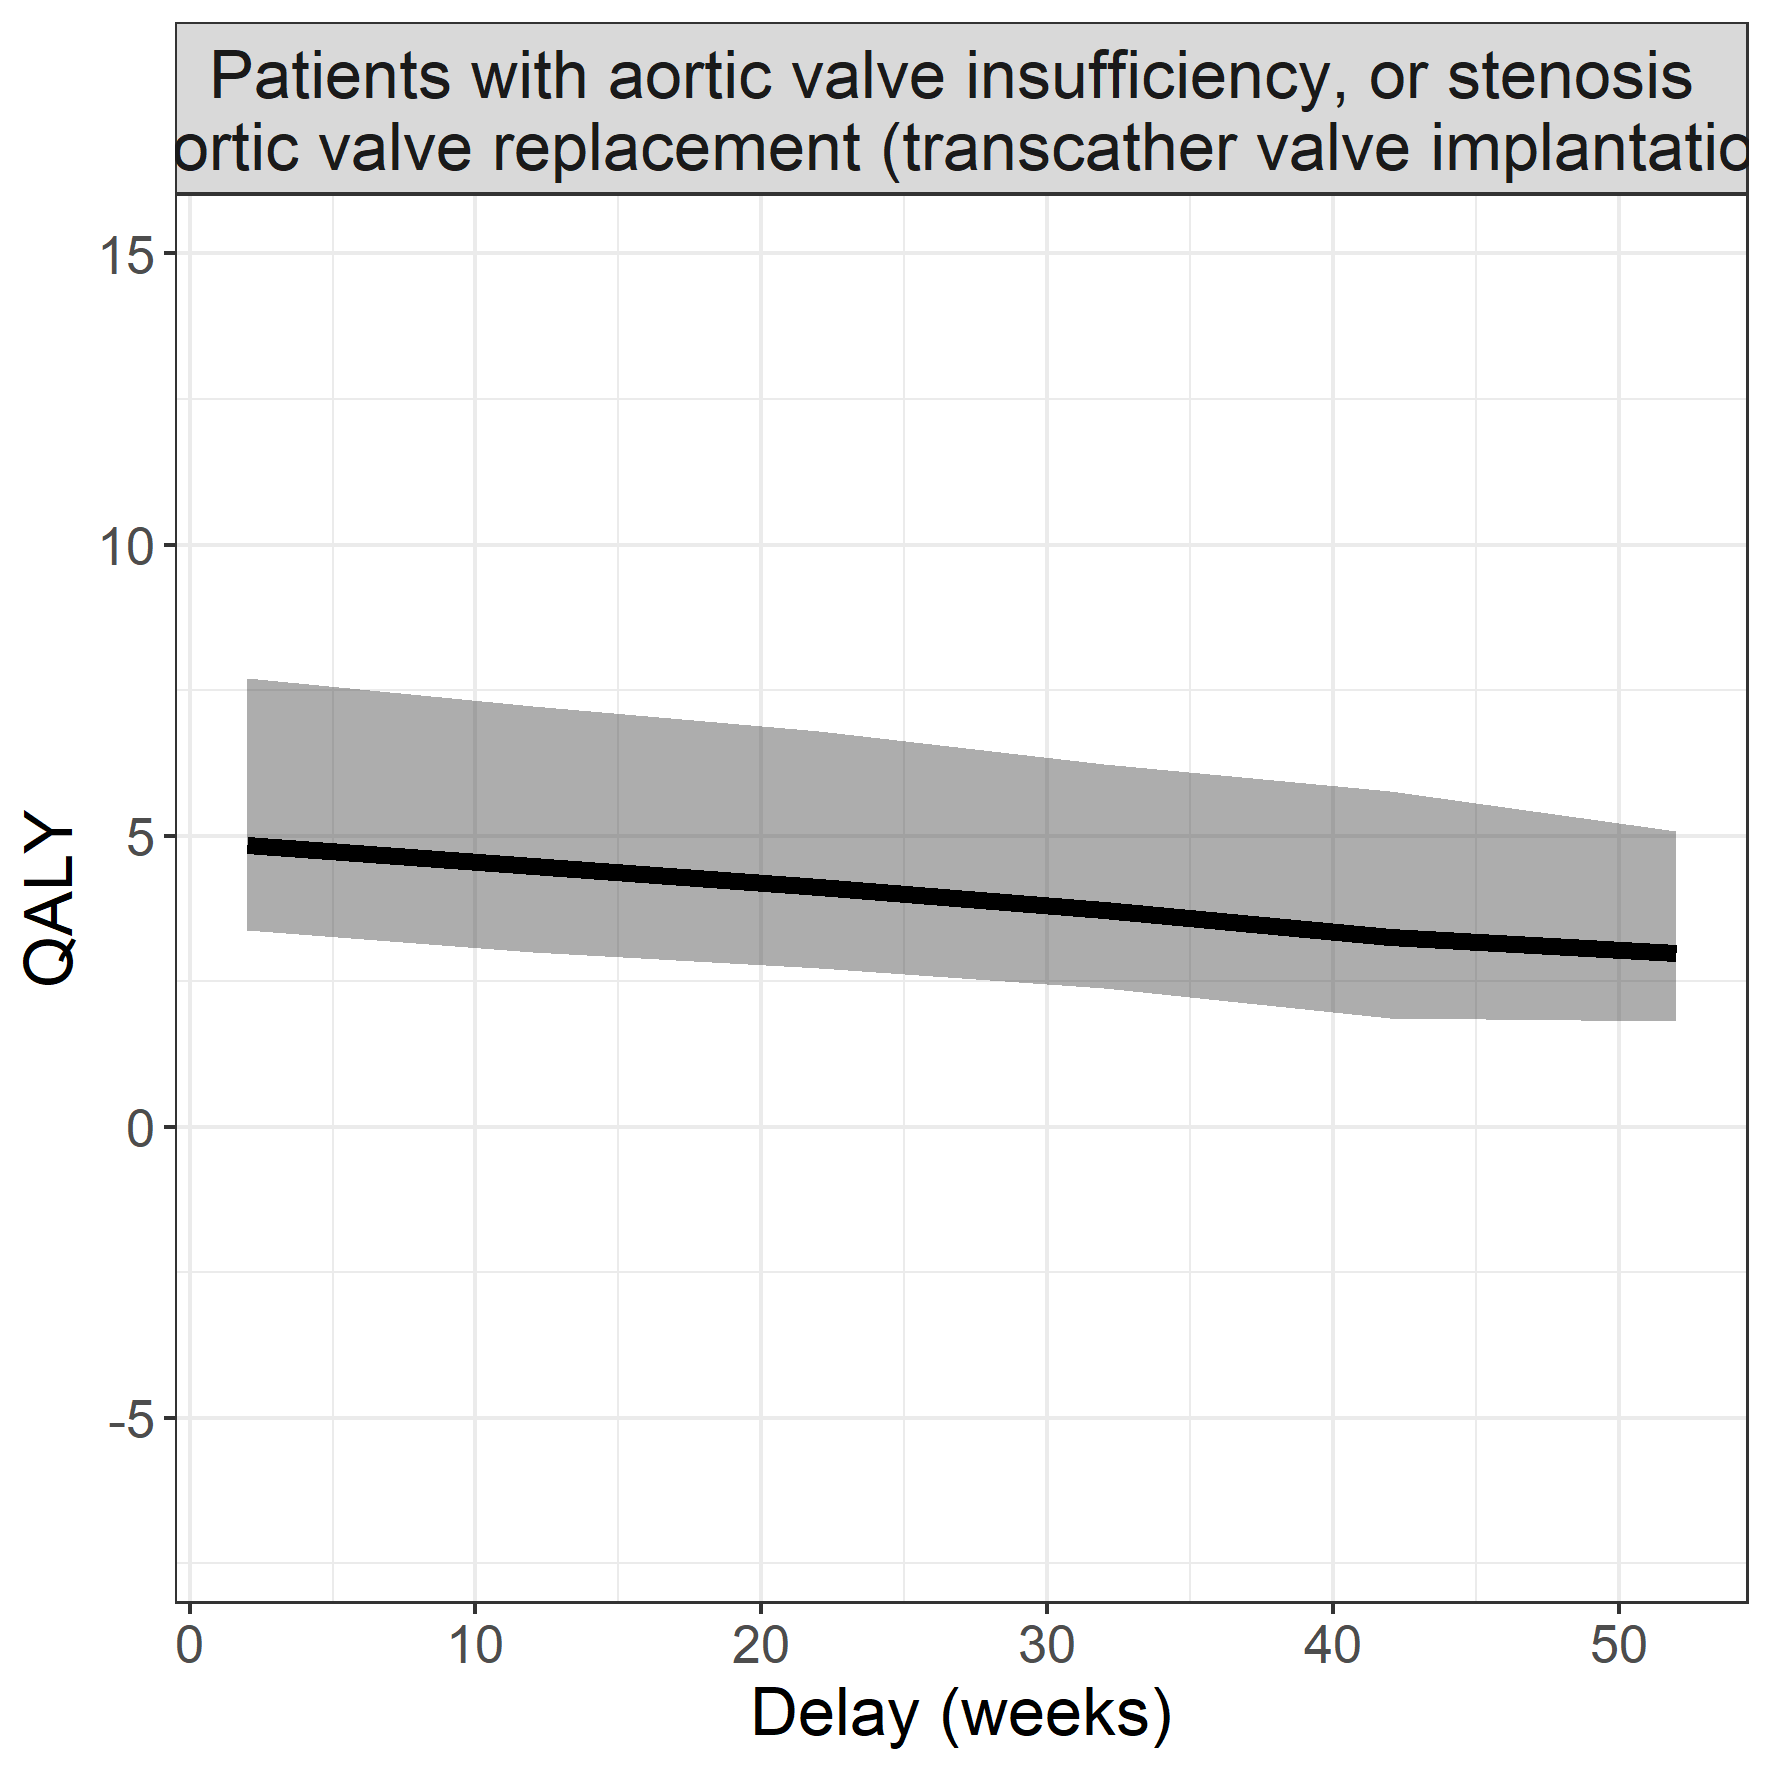 Patients with aortic valve insufficiency, or stenosis
ortic valve replacement (transcather valve implantatio
15
10
5
0
-5
QALY
0 10 20 30 40 50
Delay (weeks)